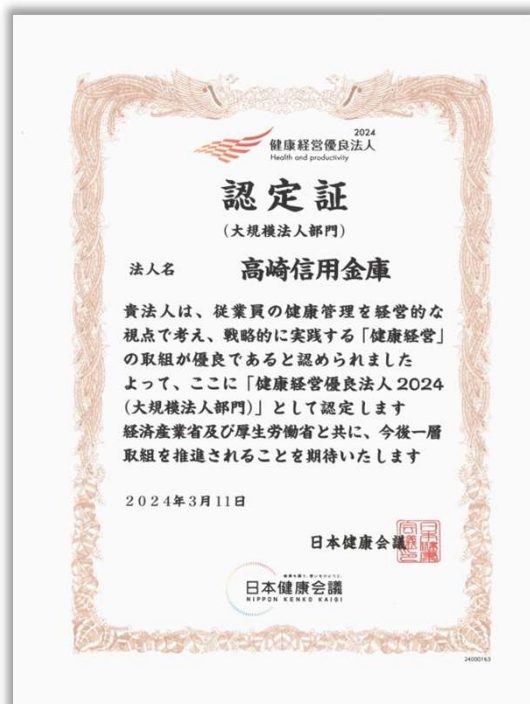 2024
健康経営優良法人
Health and productivity
認定証
(大規模法人部門)
法人名 高崎信用金庫
貴法人は、従業員の健康管理を経営的な
視点で考え、戦略的に実践する「健康経営」
の取組が優良であると認められました
よって、ここに「健康経営優良法人2024
(大規模法人部門)」として認定します
経済産業省及び厚生労働省と共に、今後一層
取組を推進されることを期待いたします
2024年3月11日
日本健康会議
日本健康会議
NIPPON KENKO KAIGI